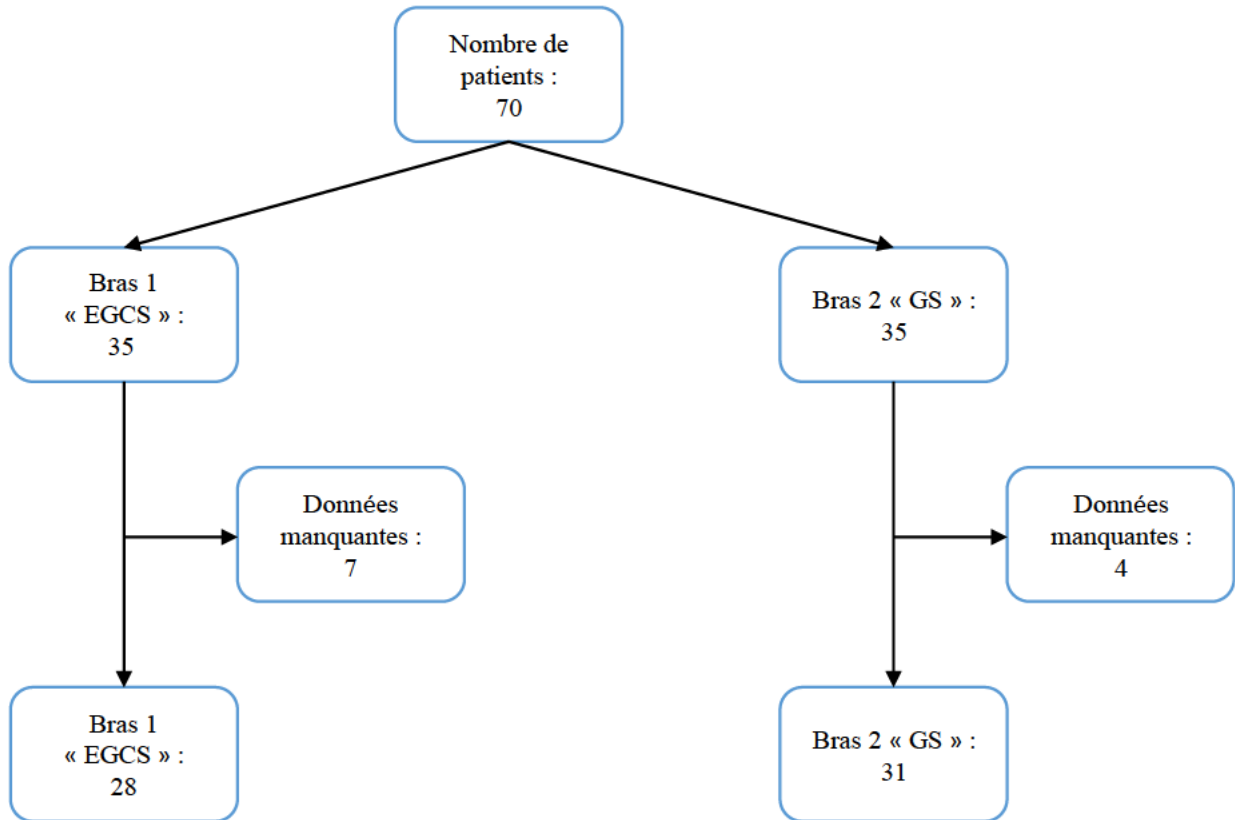 Nombre de
patients :
70
Bras 1
« EGCS » :
35
Bras 2 « GS » :
35
Données
manquantes :
7
Données
manquantes :
4
Bras 1
« EGCS » :
28
Bras 2 « GS » :
31